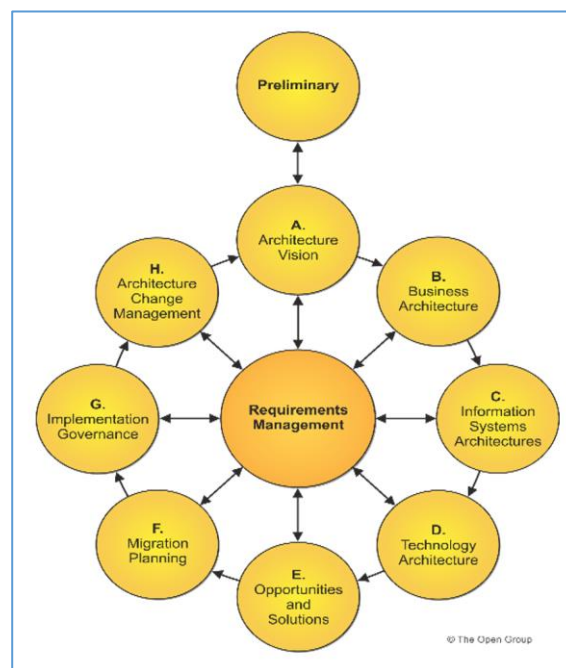 Preliminary
A.
Architecture
Vision
B.
Business
Architecture
C.
Information
Systems
Architectures
D.
Technology
Architecture
E.
Opportunities
and
Solutions
F.
Migration
Planning
G.
Implementation
Governance
H.
Architecture
Change
Management
Requirements
Management
© The Open Group